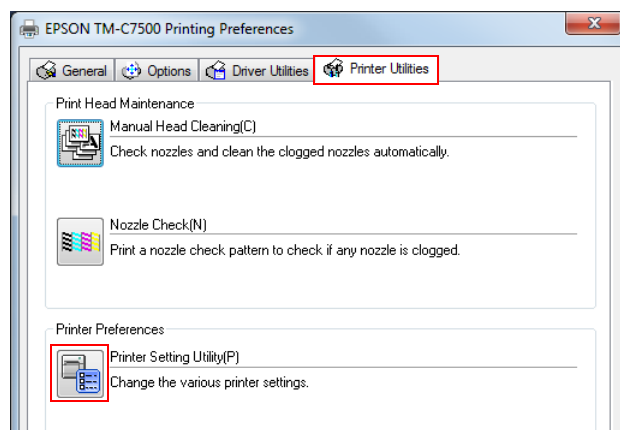 EPSON TM-C7500 Printing Preferences
General Options Driver Utilities Printer Utilities
Print Head Maintenance
Manual Head Cleaning(C)
Check nozzles and clean the clogged nozzles automatically.
Nozzle Check(N)
Print a nozzle check pattern to check if any nozzle is clogged.
Printer Preferences
Printer Setting Utility(P)
Change the various printer settings.